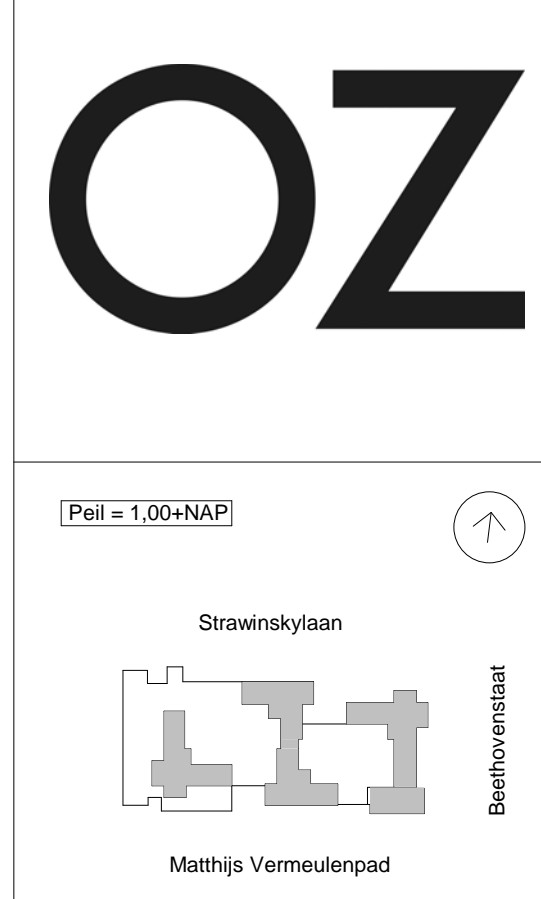 OZ
Peil = 1,00+NAP
Strawinskylaan
Beethovenstaat
Matthijs Vermeulenpad